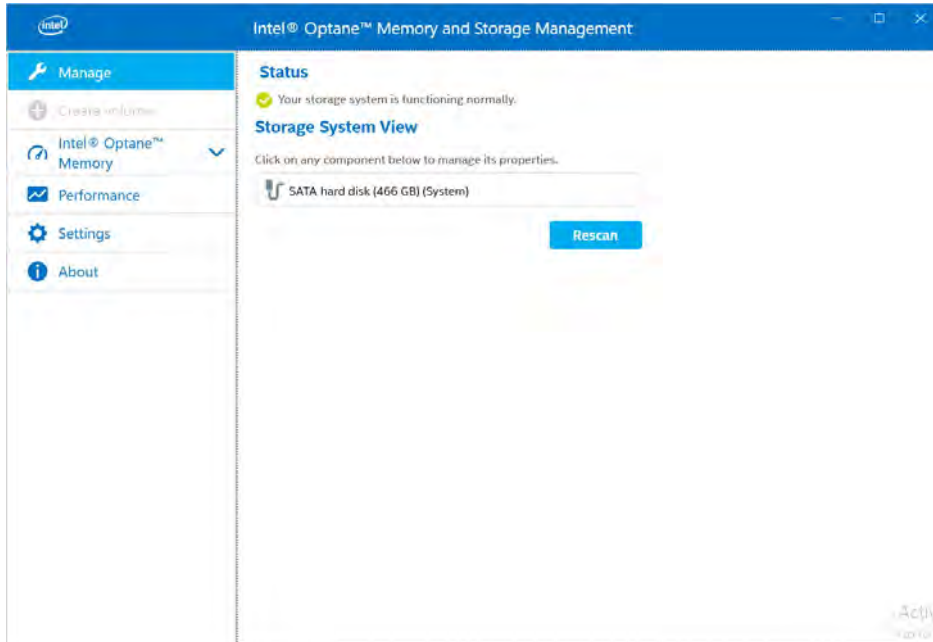 intel
Intel® Optane™ Memory and Storage Management
Manage
Create volume
Intel® Optane™
Memory
Performance
Settings
About
Status
Your storage system is functioning normally.
Storage System View
Click on any component below to manage its properties.
SATA hard disk (466 GB) (System)
Rescan